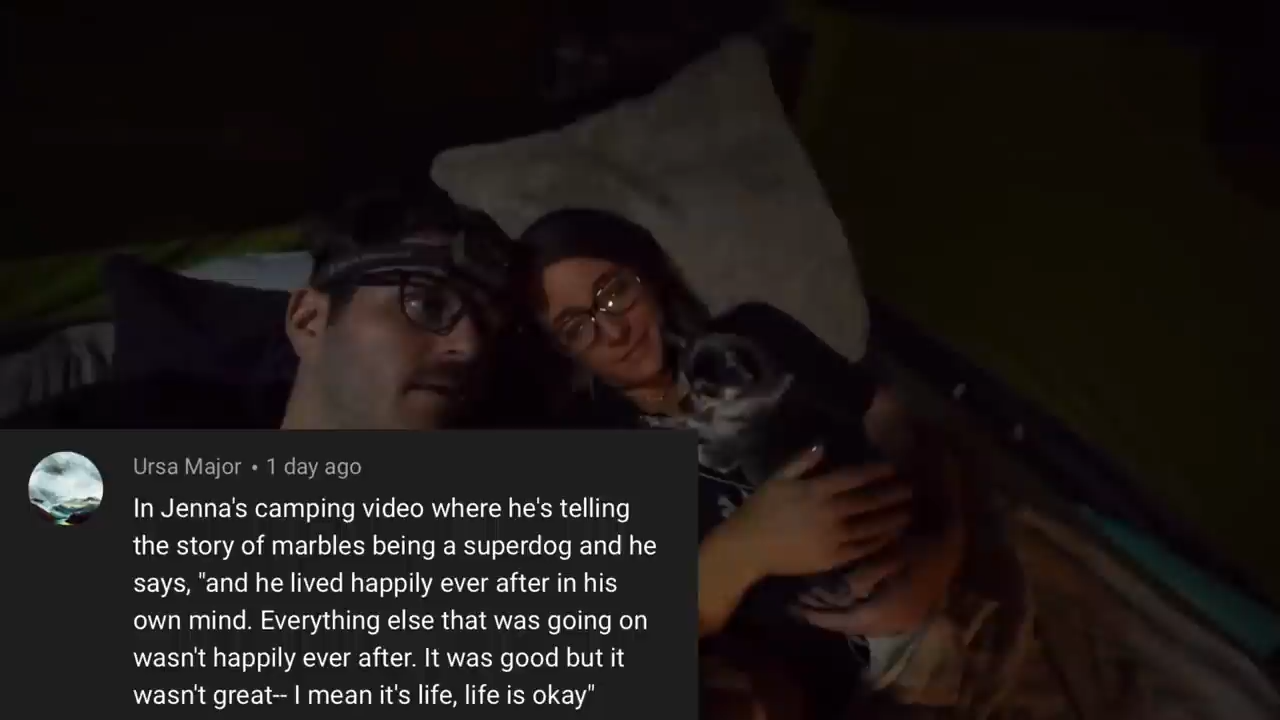 Ursa Major • 1 day ago
In Jenna's camping video where he's telling
the story of marbles being a superdog and he
says, "and he lived happily ever after in his
own mind. Everything else that was going on
wasn't happily ever after. It was good but it
wasn't great-- I mean it's life, life is okay"